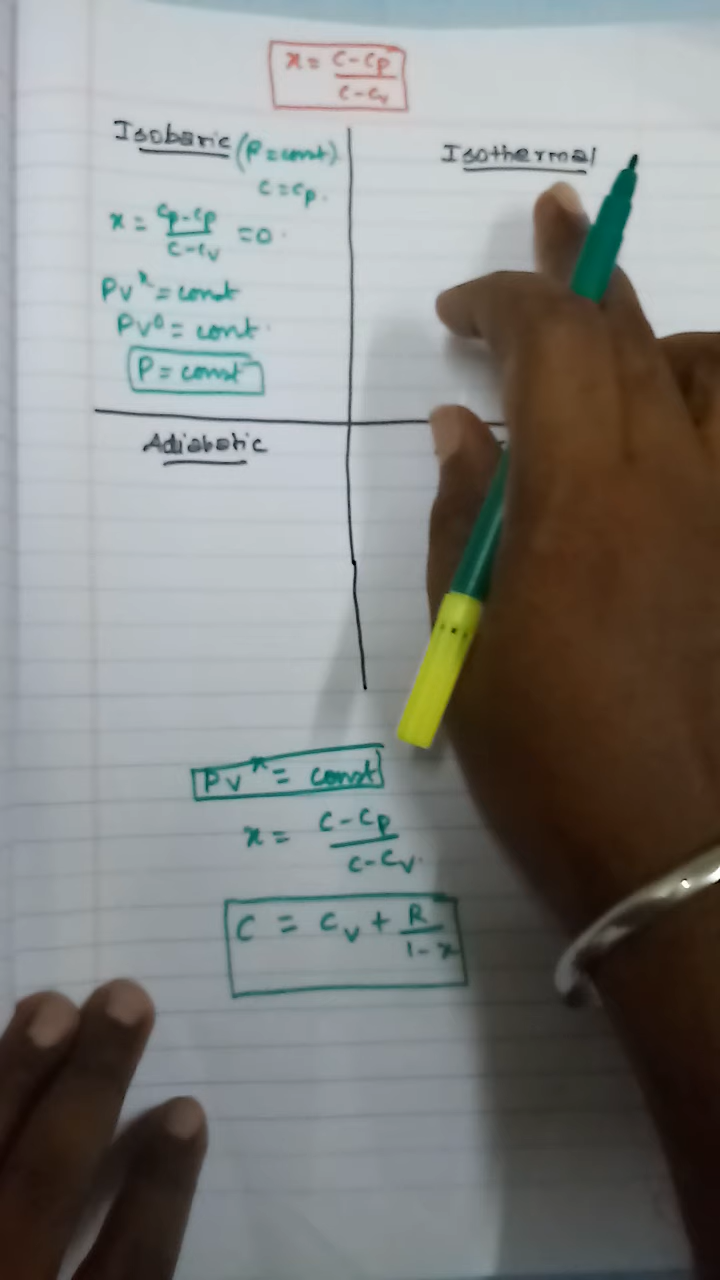 x = C-Cp / C-Cv
Isobaric (P=const)
C=Cp.
x = Cp-Cp / C-Cv = 0.
PV^x = const
PV^0 = cont.
P = const
Isothermal
Adiabatic
PV^x = const
x = C-Cp / C-Cv.
C = Cv + R / 1-x